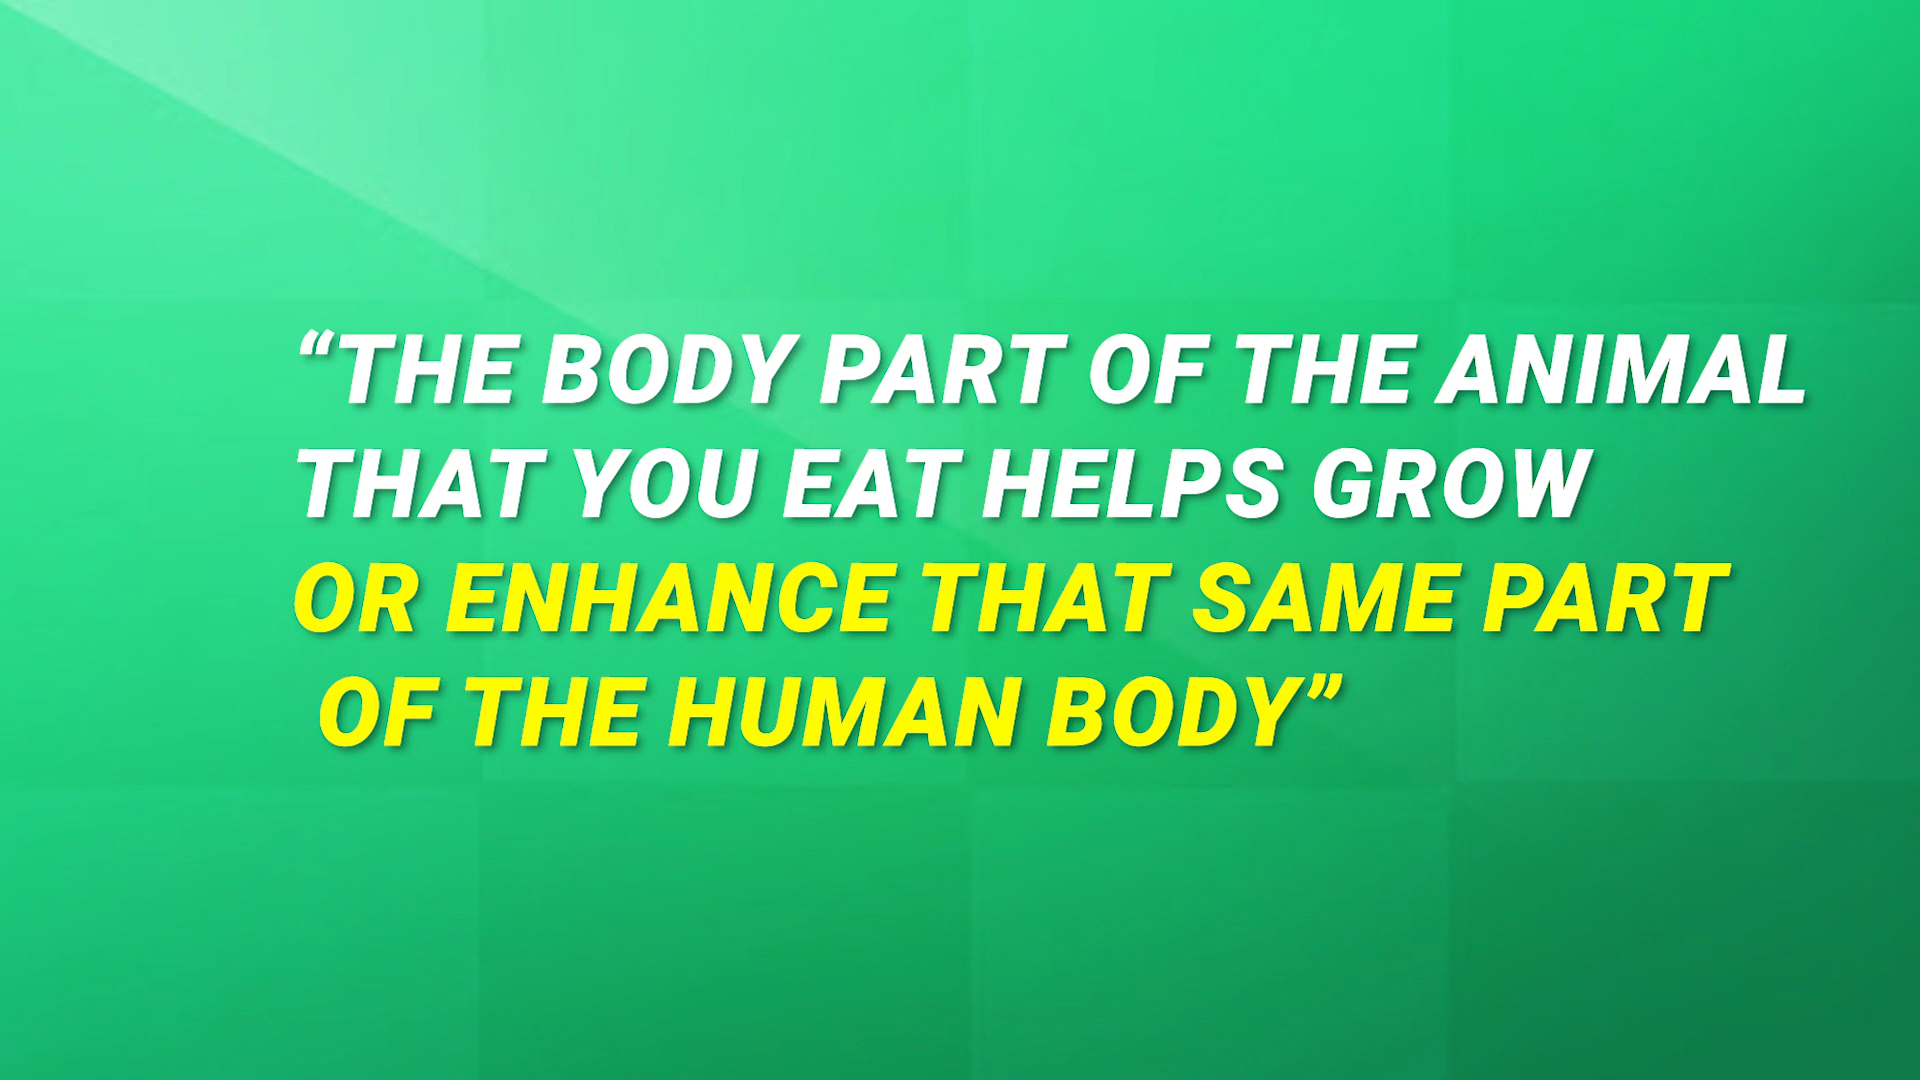 “THE BODY PART OF THE ANIMAL
THAT YOU EAT HELPS GROW
OR ENHANCE THAT SAME PART
OF THE HUMAN BODY”